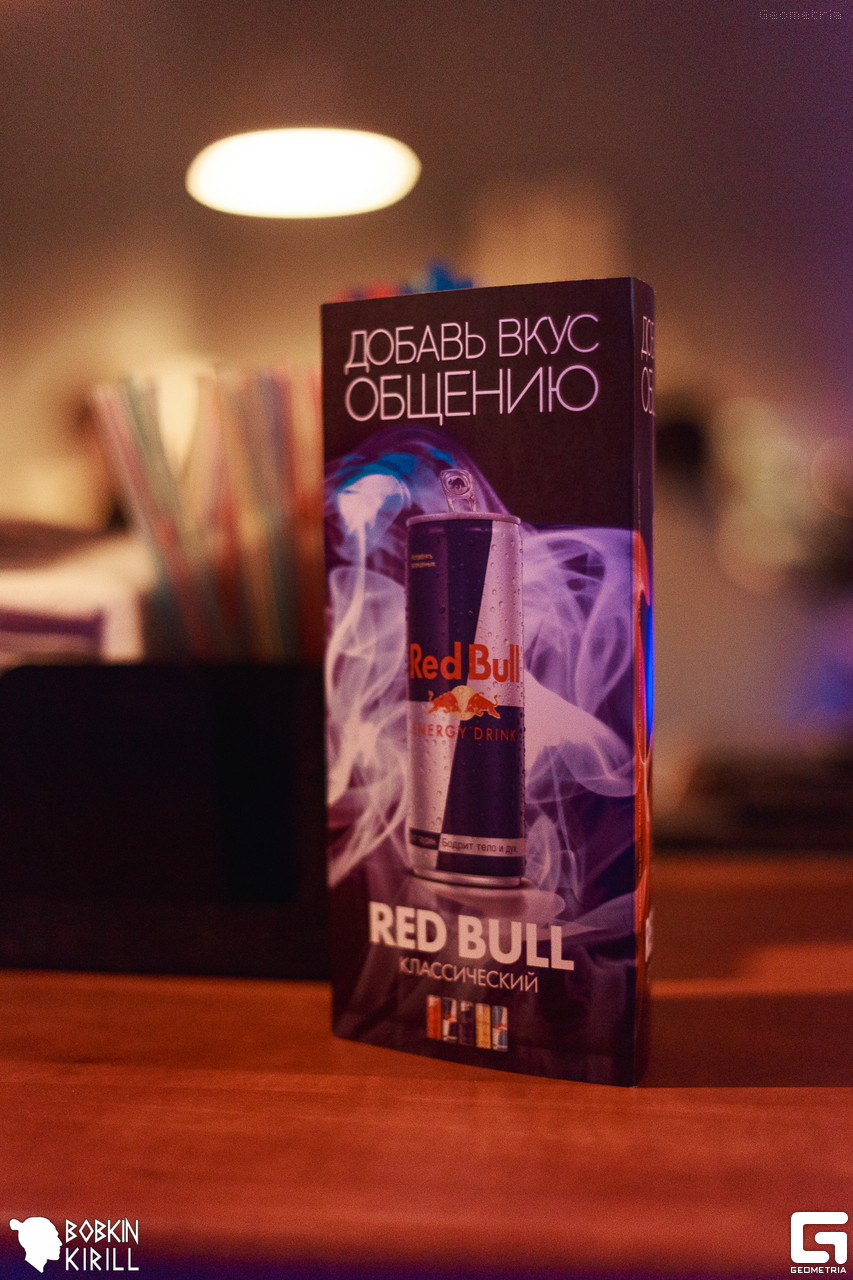 Geometria
ДОБАВЬ ВКУС
ОБЩЕНИЮ
Red Bull
ENERGY DRINK
Бодрит тело и дух.
RED BULL
КЛАССИЧЕСКИЙ
BOBKIN
KIRILL
GEOMETRIA